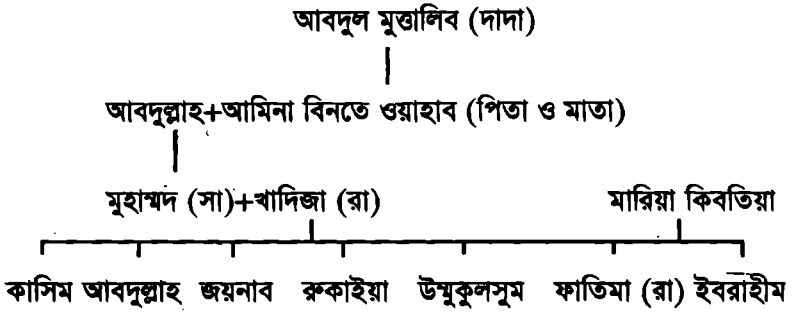 আবদুল মুত্তালিব (দাদা)
আবদুল্লাহ+আমিনা বিনতে ওয়াহাব (পিতা ও মাতা)
মুহাম্মদ (সা)+খাদিজা (রা) মারিয়া কিবতিয়া
কাসিম আবদুল্লাহ জয়নাব রুকাইয়া উম্মুকুলসুম ফাতিমা (রা) ইবরাহীম